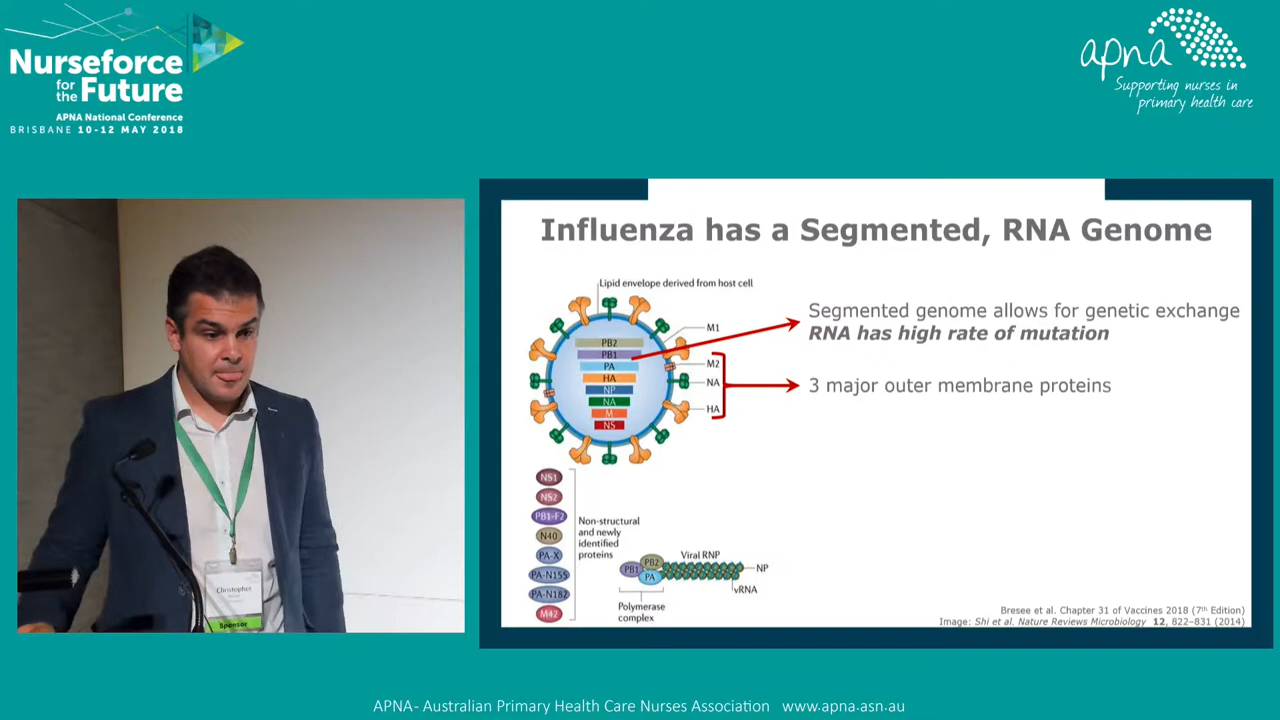 Nurseforce
for the Future
APNA National Conference
BRISBANE 10-12 MAY 2018
apna
Supporting nurses in
primary health care
Influenza has a Segmented, RNA Genome
Lipid envelope derived from host cell
M1
M2
NA
HA
PB2
PB1
PA
HA
NP
NA
M
NS
Segmented genome allows for genetic exchange
RNA has high rate of mutation
3 major outer membrane proteins
NS1
NS2
PB1-F2
N40
PA-X
PA-N155
PA-N182
M42
Non-structural
and newly
identified
proteins
PB1
PB2
PA
Viral RNP
NP
vRNA
Polymerase
complex
Bresee et al. Chapter 31 of Vaccines 2018 (7th Edition)
Image: Shi et al. Nature Reviews Microbiology 12, 822–831 (2014)
Christopher
Sponsor
APNA- Australian Primary Health Care Nurses Association www.apna.asn.au